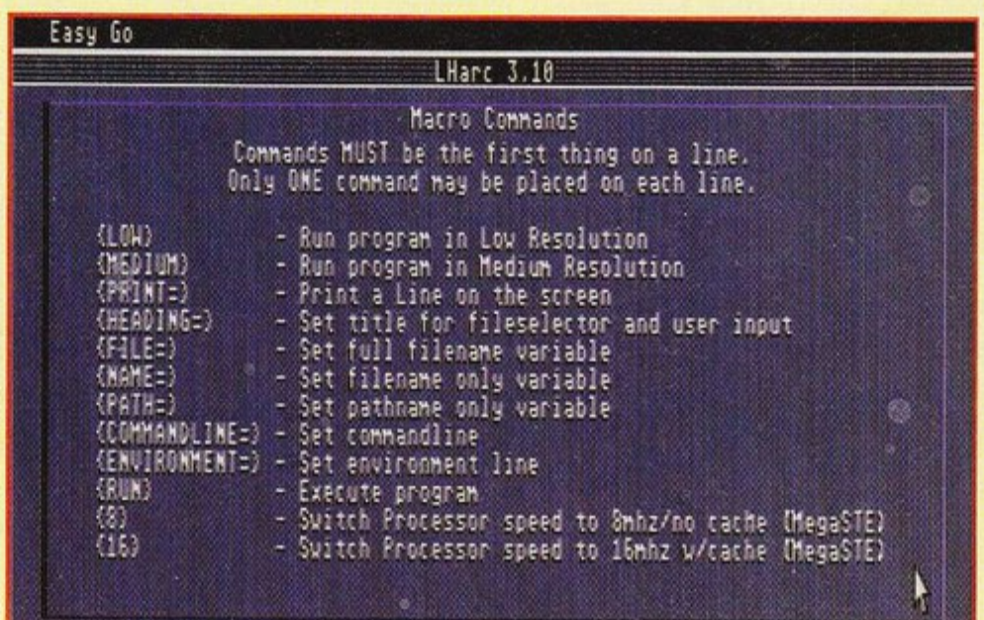 Easy Go
LHarc 3.10
Macro Commands
Commands MUST be the first thing on a line.
Only ONE command may be placed on each line.
{LOW} - Run program in Low Resolution
{MEDIUM} - Run program in Medium Resolution
{PRINT=} - Print a Line on the screen
{HEADING=} - Set title for fileselector and user input
{FILE=} - Set full filename variable
{NAME=} - Set filename only variable
{PATH=} - Set pathname only variable
{COMMANDLINE=} - Set commandline
{ENVIRONMENT=} - Set environment line
{RUN} - Execute program
{8} - Switch Processor speed to 8mhz/no cache (MegaSTE)
{16} - Switch Processor speed to 16mhz w/cache (MegaSTE)